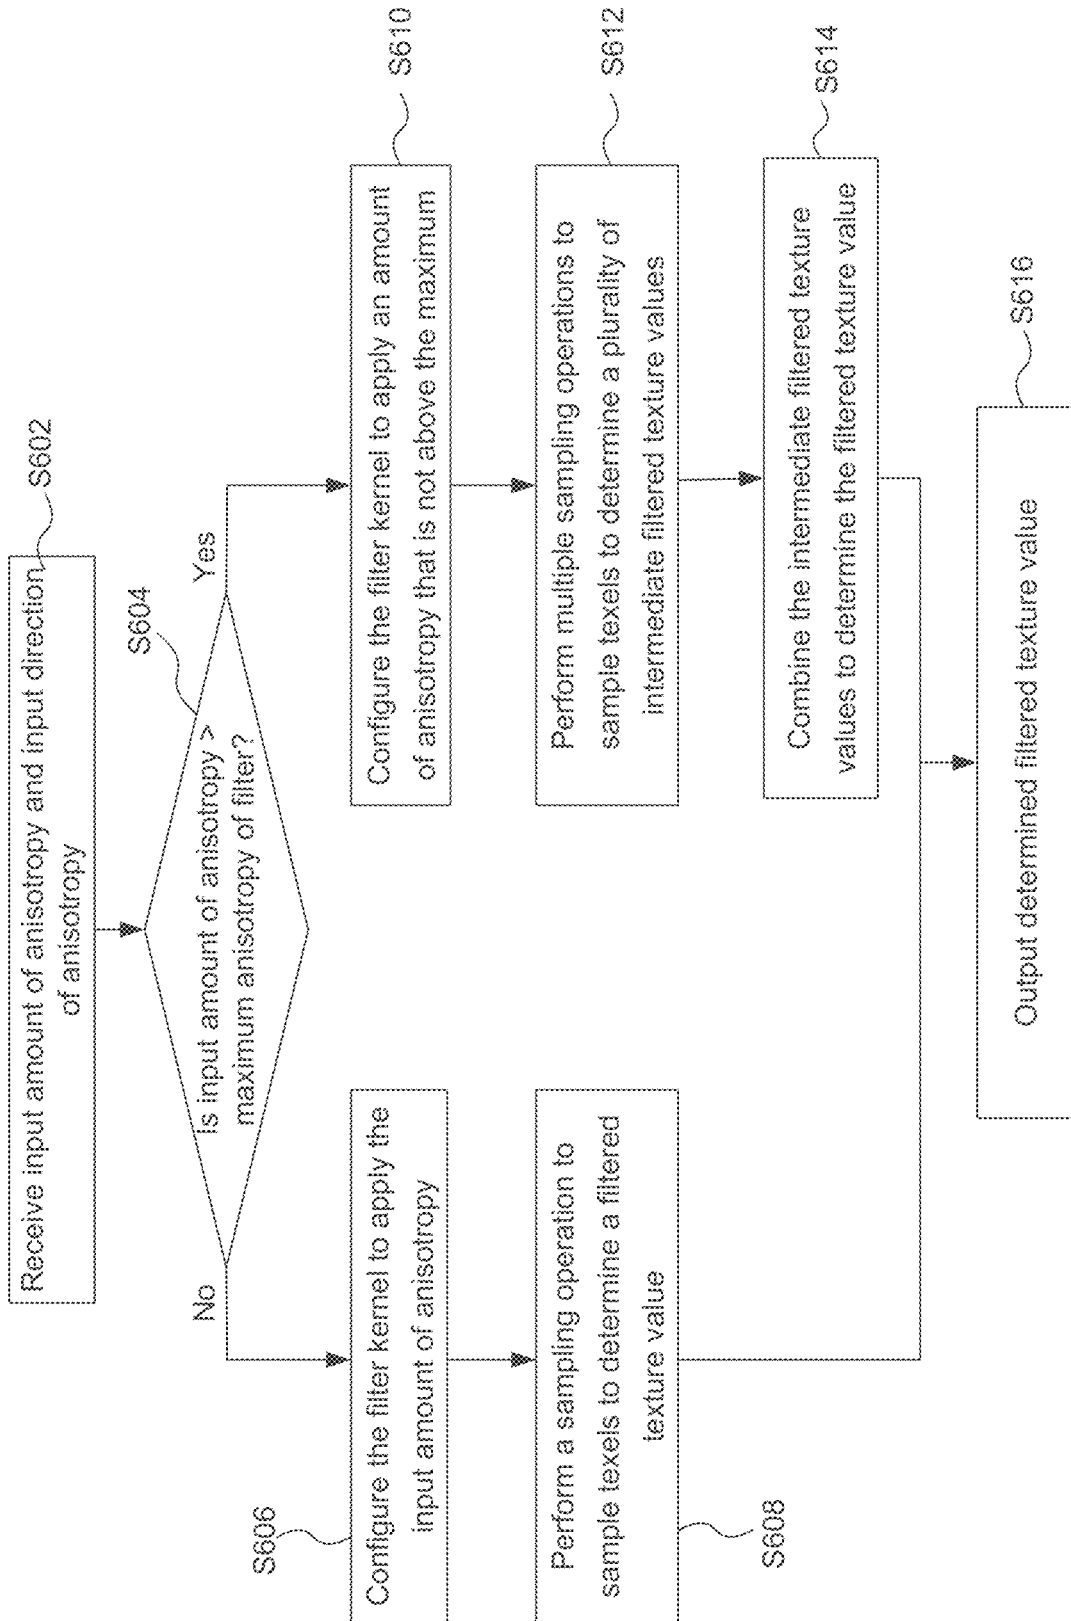 S602
Receive input amount of anisotropy and input direction
of anisotropy
S604
Is input amount of anisotropy >
maximum anisotropy of filter?
No
Yes
S606
Configure the filter kernel to apply the
input amount of anisotropy
Configure the filter kernel to apply an amount
of anisotropy that is not above the maximum
S610
Perform a sampling operation to
sample texels to determine a filtered
texture value
S608
Perform multiple sampling operations to
sample texels to determine a plurality of
intermediate filtered texture values
S612
Combine the intermediate filtered texture
values to determine the filtered texture value
S614
Output determined filtered texture value
S616